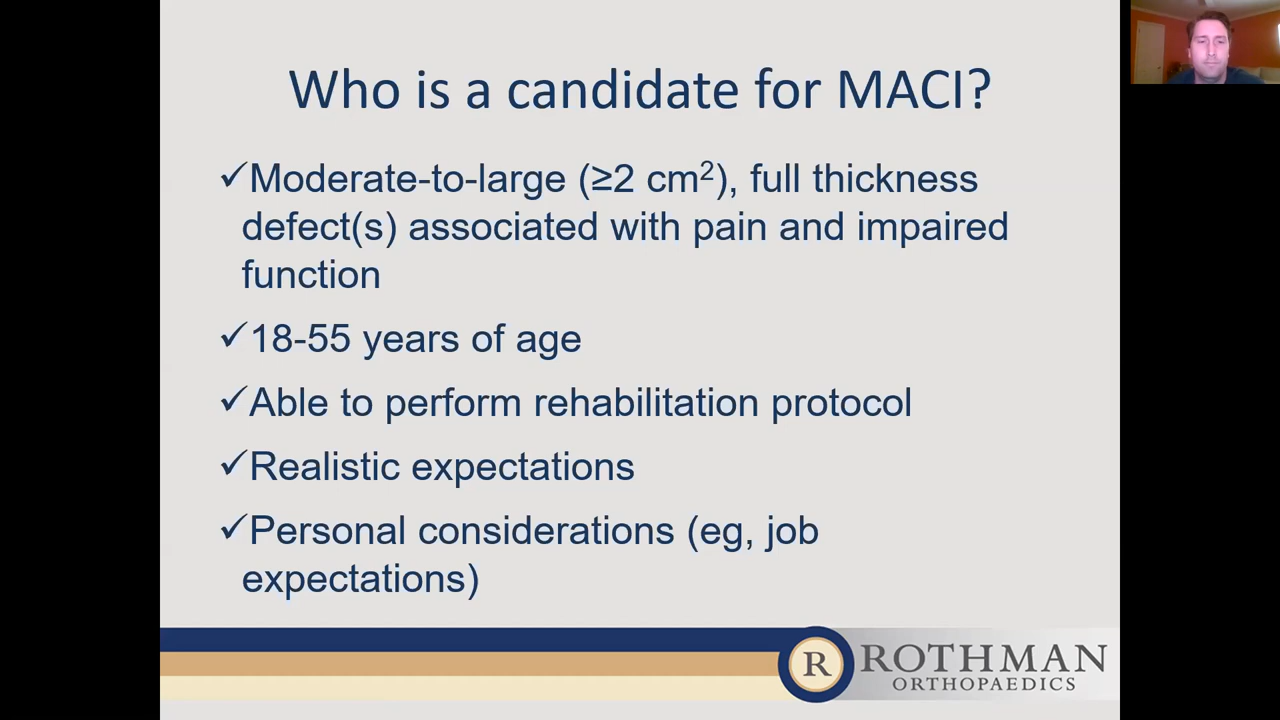 Who is a candidate for MACI?
✓Moderate-to-large (≥2 cm²), full thickness
defect(s) associated with pain and impaired
function
✓18-55 years of age
✓Able to perform rehabilitation protocol
✓Realistic expectations
✓Personal considerations (eg, job
expectations)
R ROTHMAN
ORTHOPAEDICS